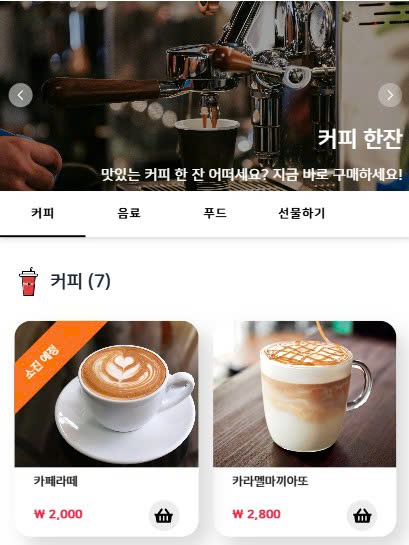 커피 한잔
맛있는 커피 한 잔 어떠세요? 지금 바로 구매하세요!
커피
음료
푸드
선물하기
커피 (7)
소진 예정
카페라떼
₩ 2,000
카라멜마끼아또
₩ 2,800